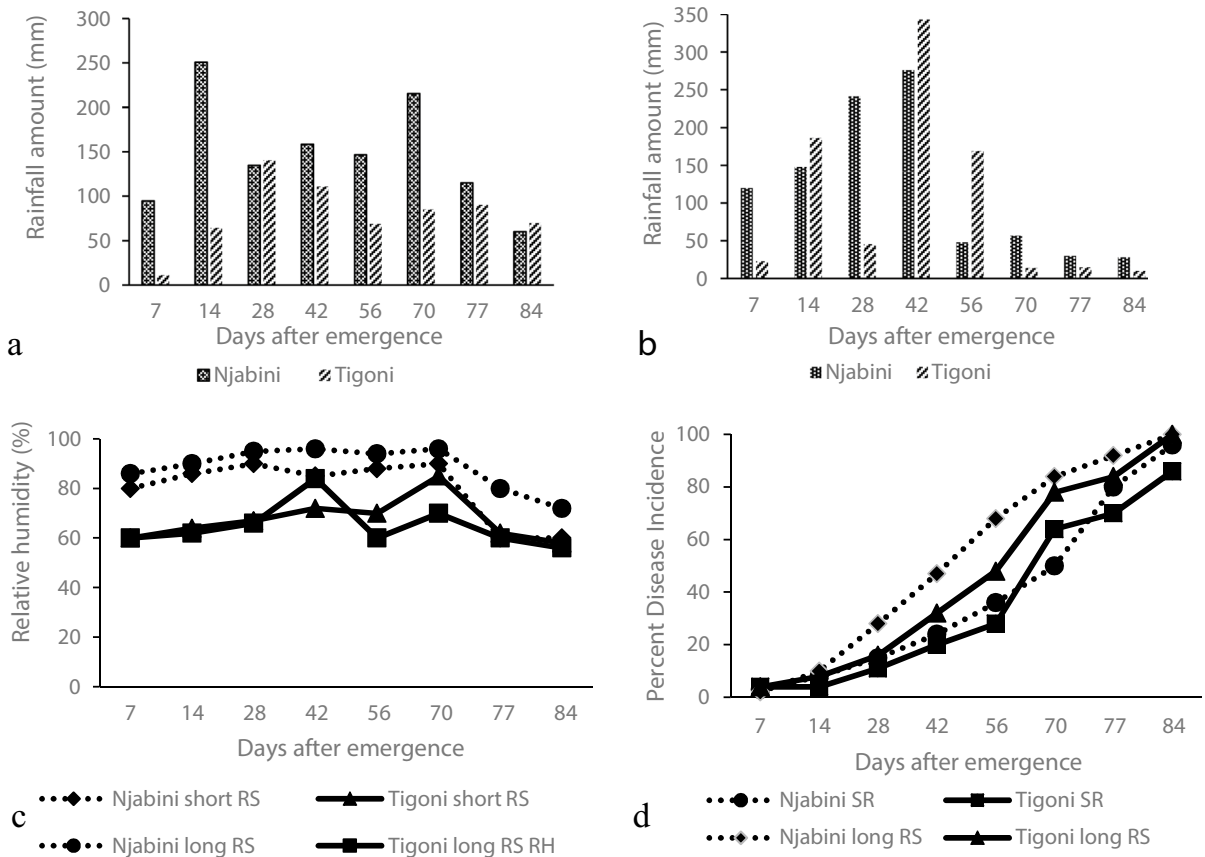 300
250
200
150
100
50
0
Rainfall amount (mm)
7 14 28 42 56 70 77 84
Days after emergence
a
Njabini Tigoni
350
300
250
200
150
100
50
0
Rainfall amount (mm)
7 14 28 42 56 70 77 84
Days after emergence
b
Njabini Tigoni
100
80
60
40
20
0
Relative humidity (%)
7 14 28 42 56 70 77 84
Days after emergence
Njabini short RS Tigoni short RS
c
Njabini long RS Tigoni long RS RH
100
80
60
40
20
0
Percent Disease Incidence
7 14 28 42 56 70 77 84
Days after emergence
Njabini SR Tigoni SR
d
Njabini long RS Tigoni long RS